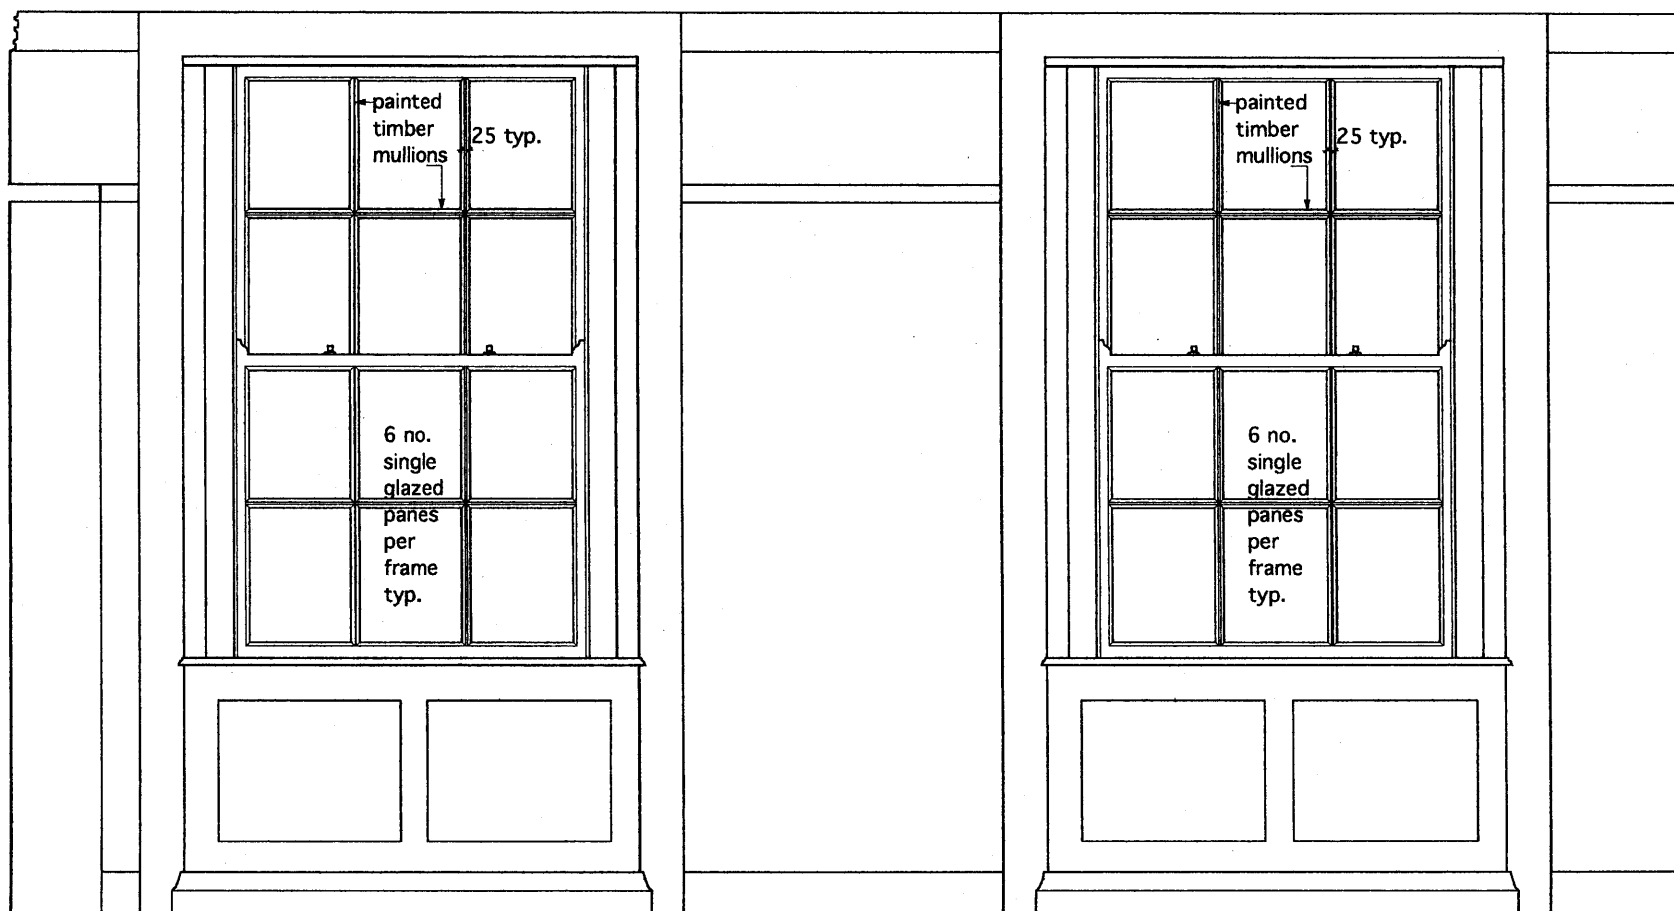 painted
timber
mullions
25 typ.
6 no.
single
glazed
panes
per
frame
typ.
painted
timber
mullions
25 typ.
6 no.
single
glazed
panes
per
frame
typ.